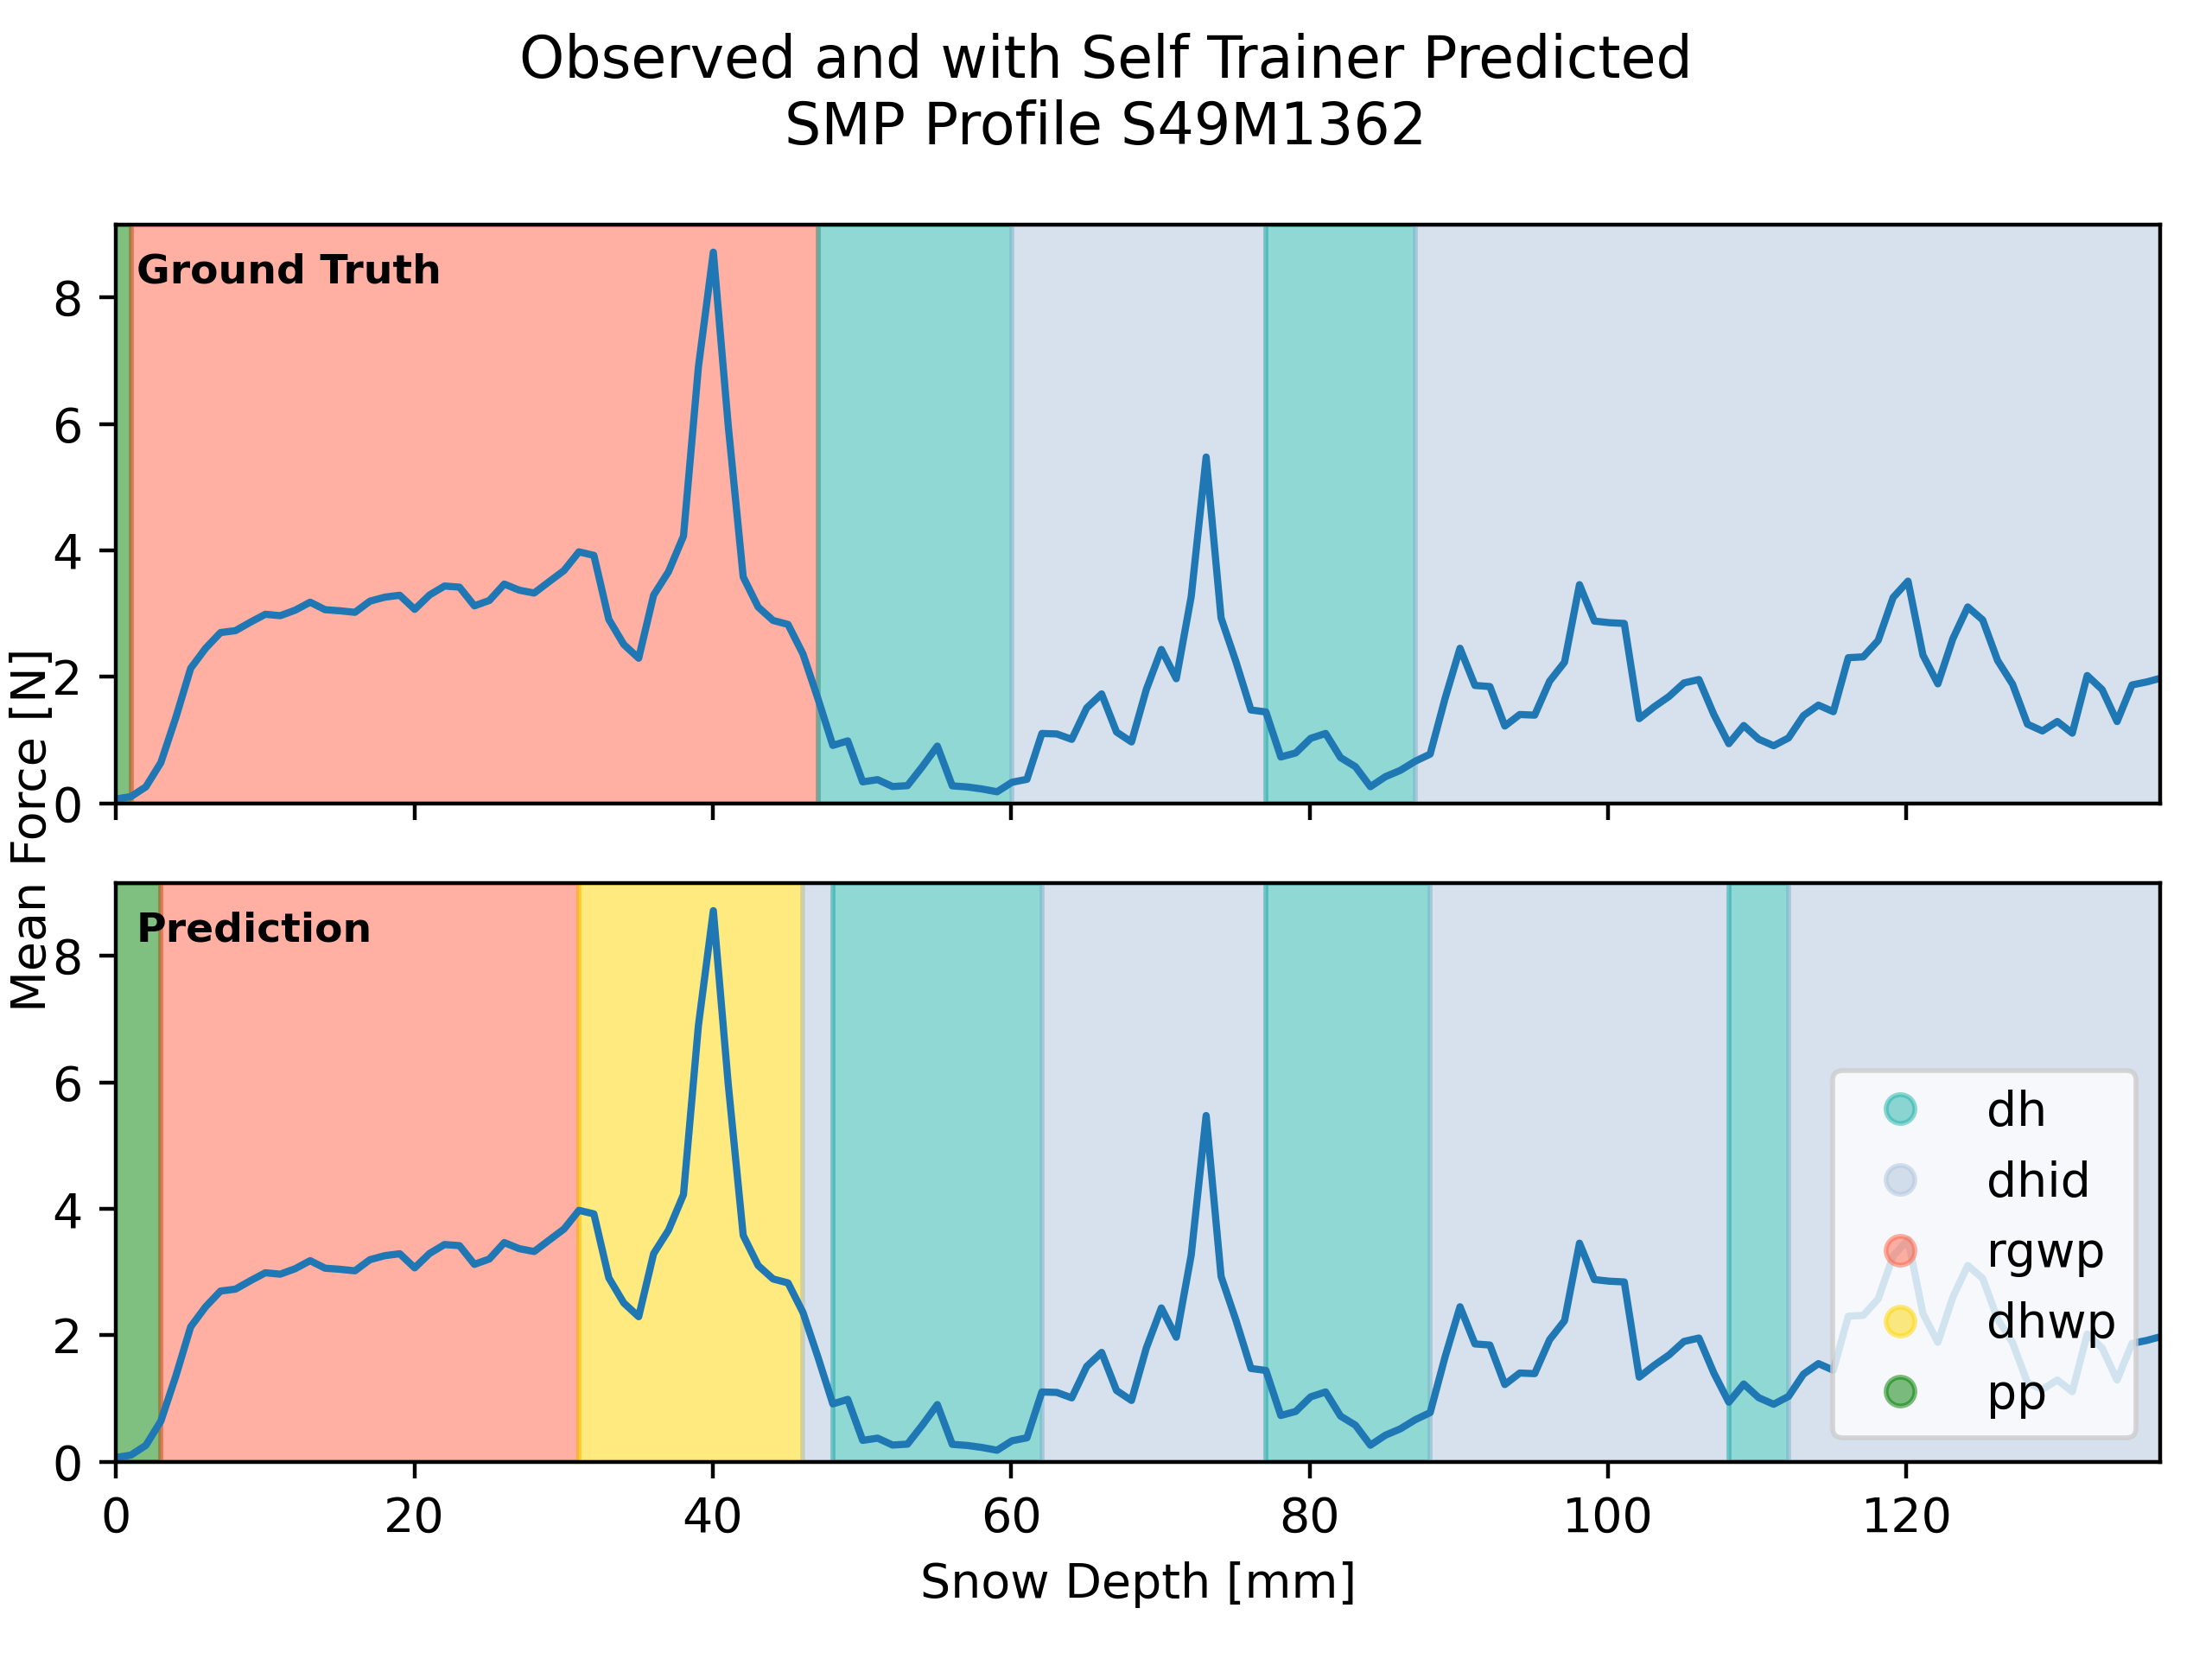 Observed and with Self Trainer Predicted
SMP Profile S49M1362
Mean Force [N]
Ground Truth
8
6
4
2
0
Prediction
8
6
4
2
0
dh
dhid
rgwp
dhwp
pp
0 20 40 60 80 100 120
Snow Depth [mm]